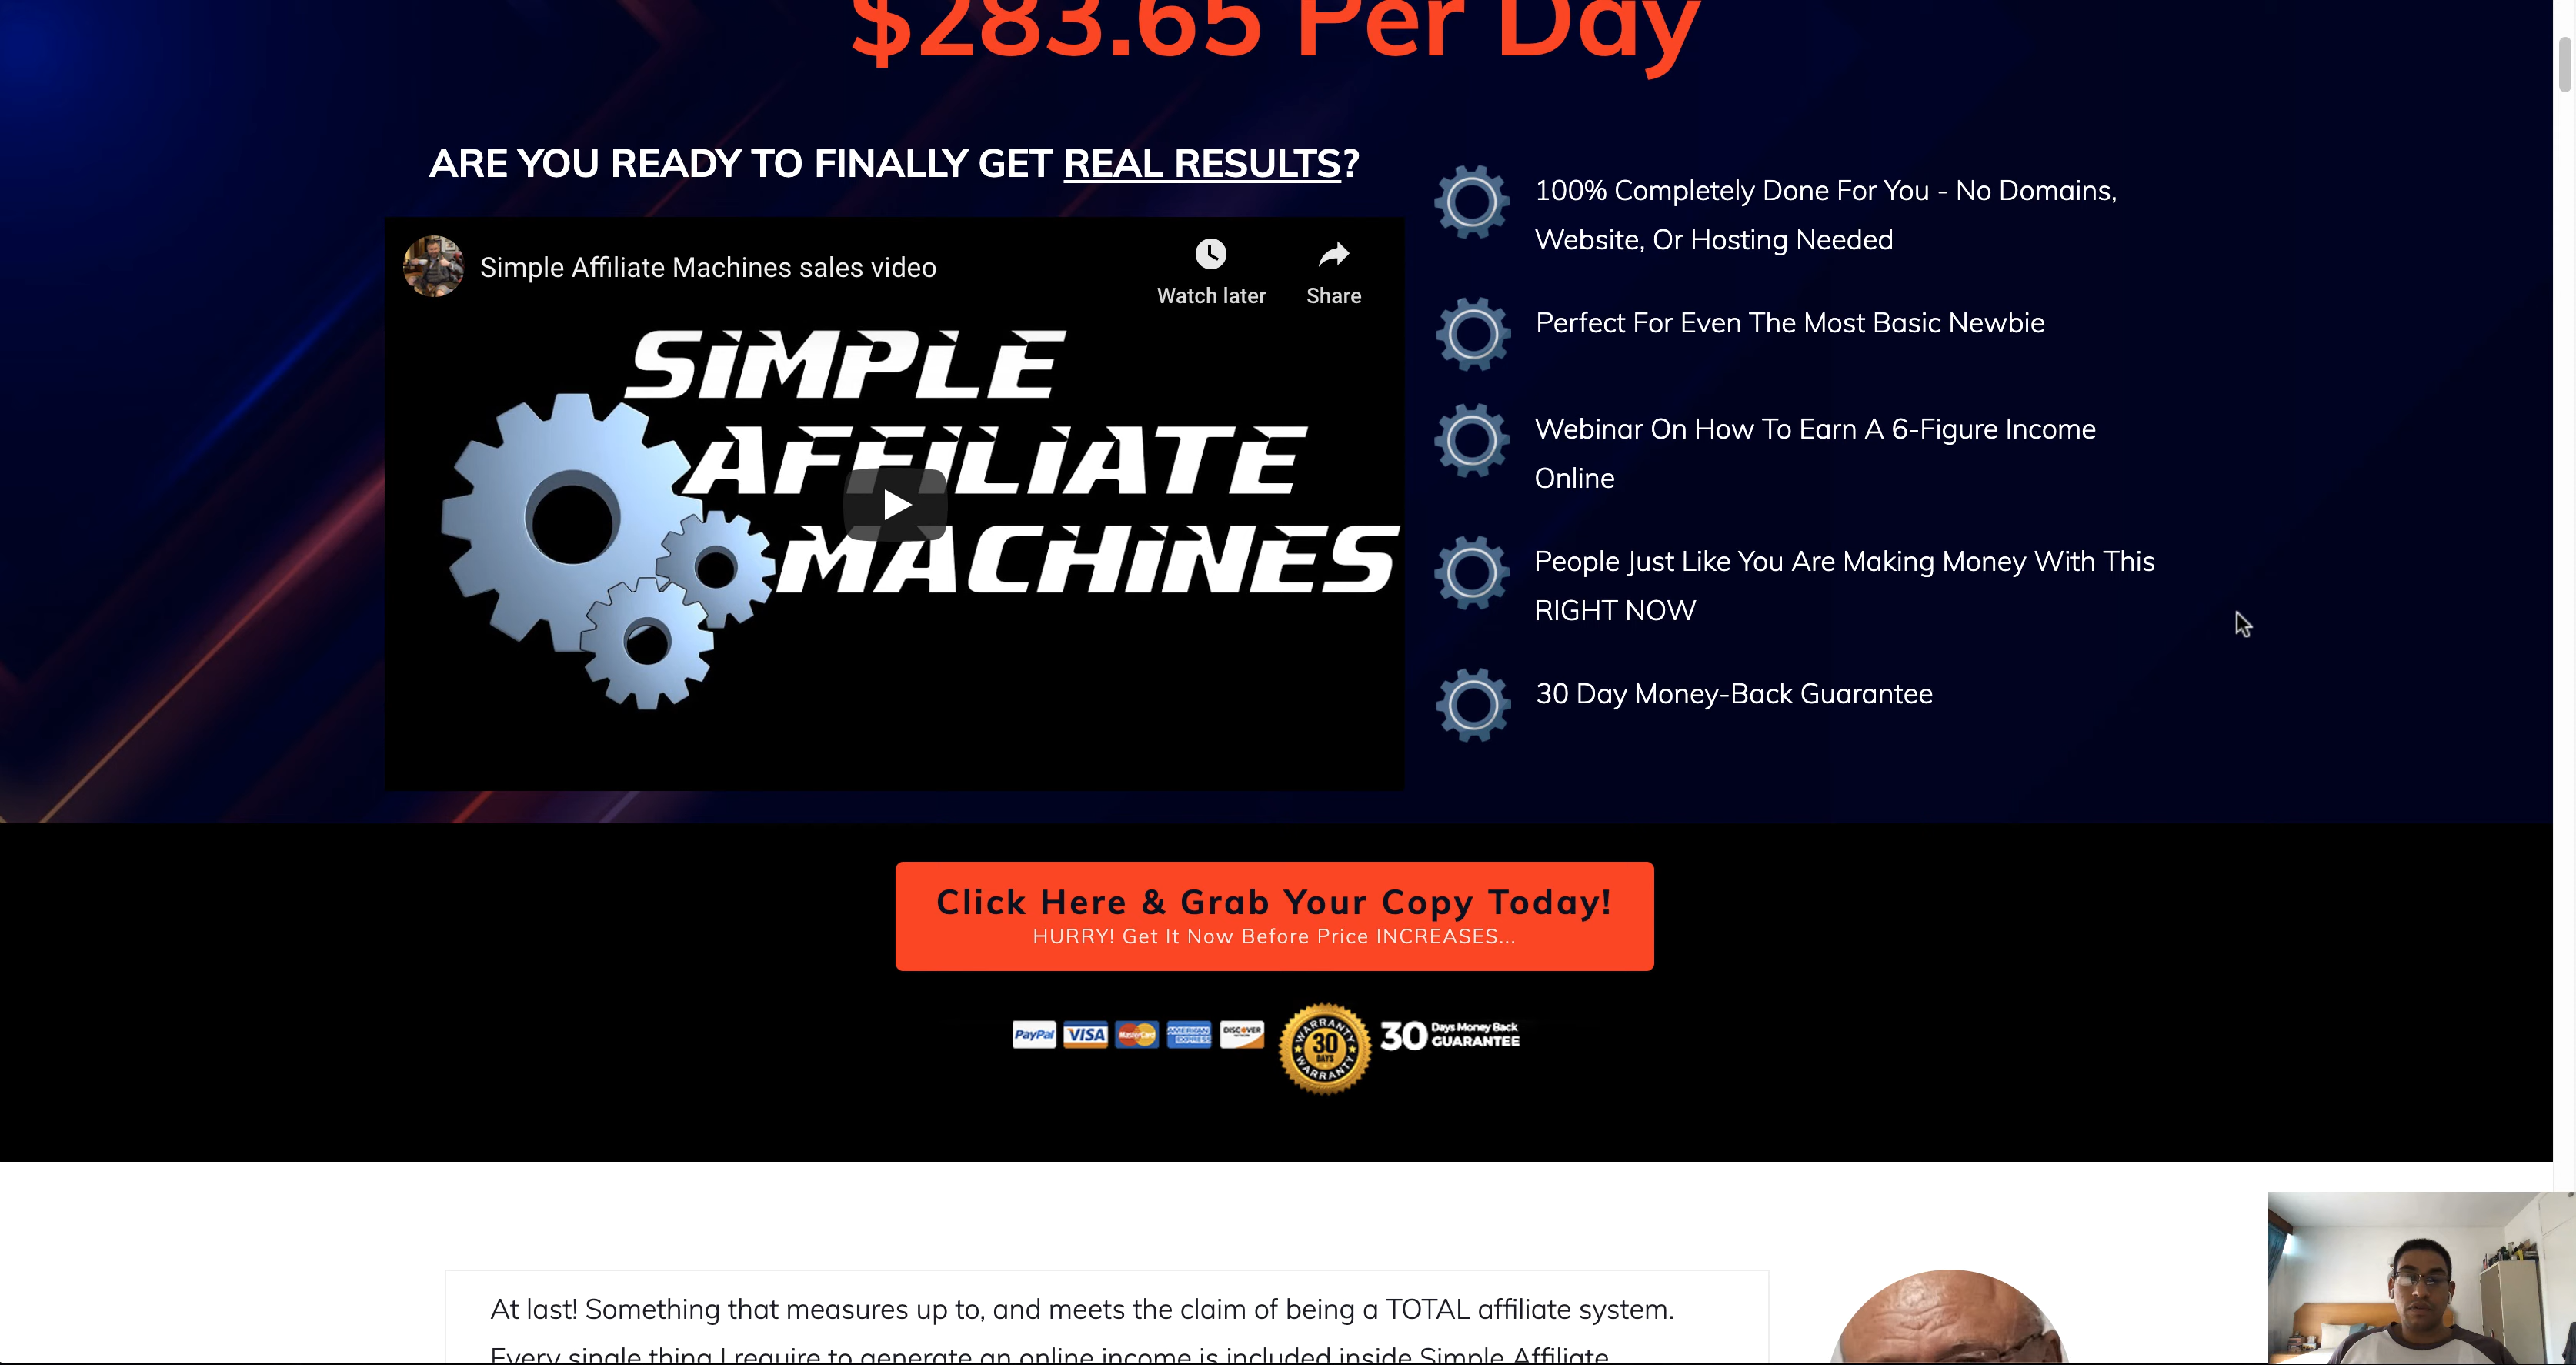 $283.65 Per Day
ARE YOU READY TO FINALLY GET REAL RESULTS?
Simple Affiliate Machines sales video
Watch later
Share
SIMPLE
AFFILIATE
MACHINES
100% Completely Done For You - No Domains,
Website, Or Hosting Needed
Perfect For Even The Most Basic Newbie
Webinar On How To Earn A 6-Figure Income
Online
People Just Like You Are Making Money With This
RIGHT NOW
30 Day Money-Back Guarantee
Click Here & Grab Your Copy Today!
HURRY! Get It Now Before Price INCREASES...
PayPal VISA MasterCard AMERICAN EXPRESS DISCOVER
WARRANTY 30 DAYS WARRANTY
30 Days Money Back GUARANTEE
At last! Something that measures up to, and meets the claim of being a TOTAL affiliate system.
Every single thing I require to generate an online income is included inside Simple Affiliate